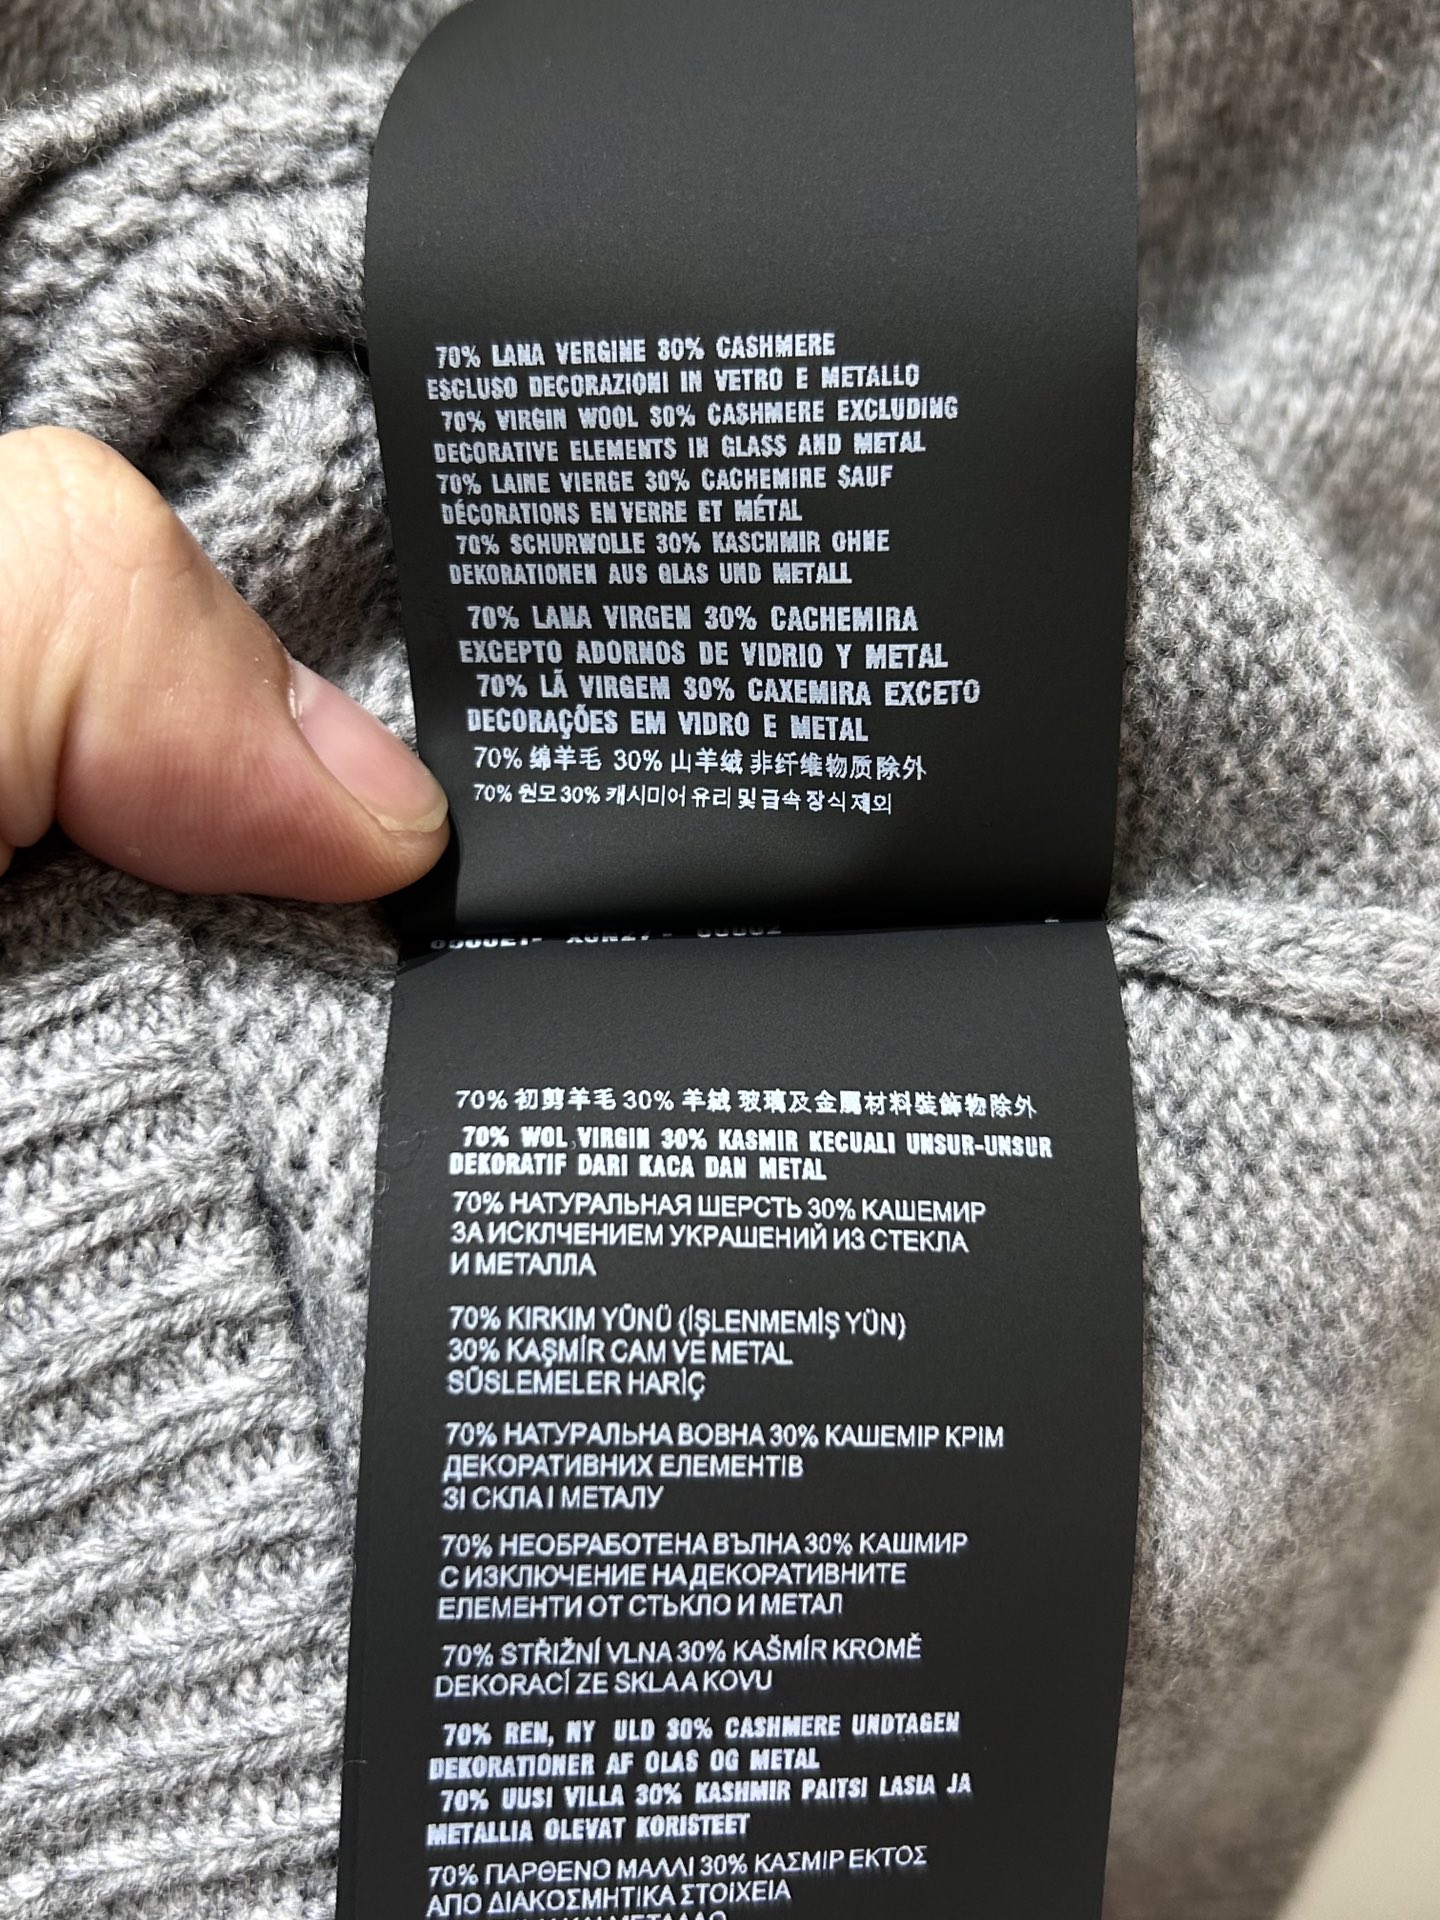 70% LANA VERGINE 30% CASHMERE
ESCLUSO DECORAZIONI IN VETRO E METALLO
70% VIRGIN WOOL 30% CASHMERE EXCLUDING
DECORATIVE ELEMENTS IN GLASS AND METAL
70% LAINE VIERGE 30% CACHEMIRE SAUF
DÉCORATIONS EN VERRE ET MÉTAL
70% SCHURWOLLE 30% KASCHMIR OHNE
DEKORATIONEN AUS GLAS UND METALL
70% LANA VIRGEN 30% CACHEMIRA
EXCEPTO ADORNOS DE VIDRIO Y METAL
70% LÃ VIRGEM 30% CAXEMIRA EXCETO
DECORAÇÕES EM VIDRO E METAL
70% 绵羊毛 30% 山羊绒 非纤维物质除外
70% 원모 30% 캐시미어 유리 및 금속 장식 제외
70% 初剪羊毛 30% 羊絨 玻璃及金屬材料裝飾物除外
70% WOL VIRGIN 30% KASMIR KECUALI UNSUR-UNSUR
DEKORATIF DARI KACA DAN METAL
70% НАТУРАЛЬНАЯ ШЕРСТЬ 30% КАШЕМИР
ЗА ИСКЛЧЕНИЕМ УКРАШЕНИЙ ИЗ СТЕКЛА
И МЕТАЛЛА
70% KIRKIM YÜNÜ (İŞLENMEMİŞ YÜN)
30% KAŞMİR CAM VE METAL
SÜSLEMELER HARİÇ
70% НАТУРАЛЬНА ВОВНА 30% КАШЕМІР КРІМ
ДЕКОРАТИВНИХ ЕЛЕМЕНТІВ
ЗІ СКЛА І МЕТАЛУ
70% НЕОБРАБОТЕНА ВЪЛНА 30% КАШМИР
С ИЗКЛЮЧЕНИЕ НА ДЕКОРАТИВНИТЕ
ЕЛЕМЕНТИ ОТ СТЬКЛО И МЕТАЛ
70% STŘIŽNÍ VLNA 30% KAŠMÍR KROMĚ
DEKORACÍ ZE SKLA A KOVU
70% REN, NY ULD 30% CASHMERE UNDTAGEN
DEKORATIONER AF OLAS OG METAL
70% UUSI VILLA 30% KASHMIR PAITSI LASIA JA
METALLIA OLEVAT KORISTEET
70% ΠΑΡΘΕΝΟ ΜΑΛΛΙ 30% ΚΑΣΜΙΡ ΕΚΤΟΣ
ΑΠΟ ΔΙΑΚΟΣΜΗΤΙΚΑ ΣΤΟΙΧΕΙΑ